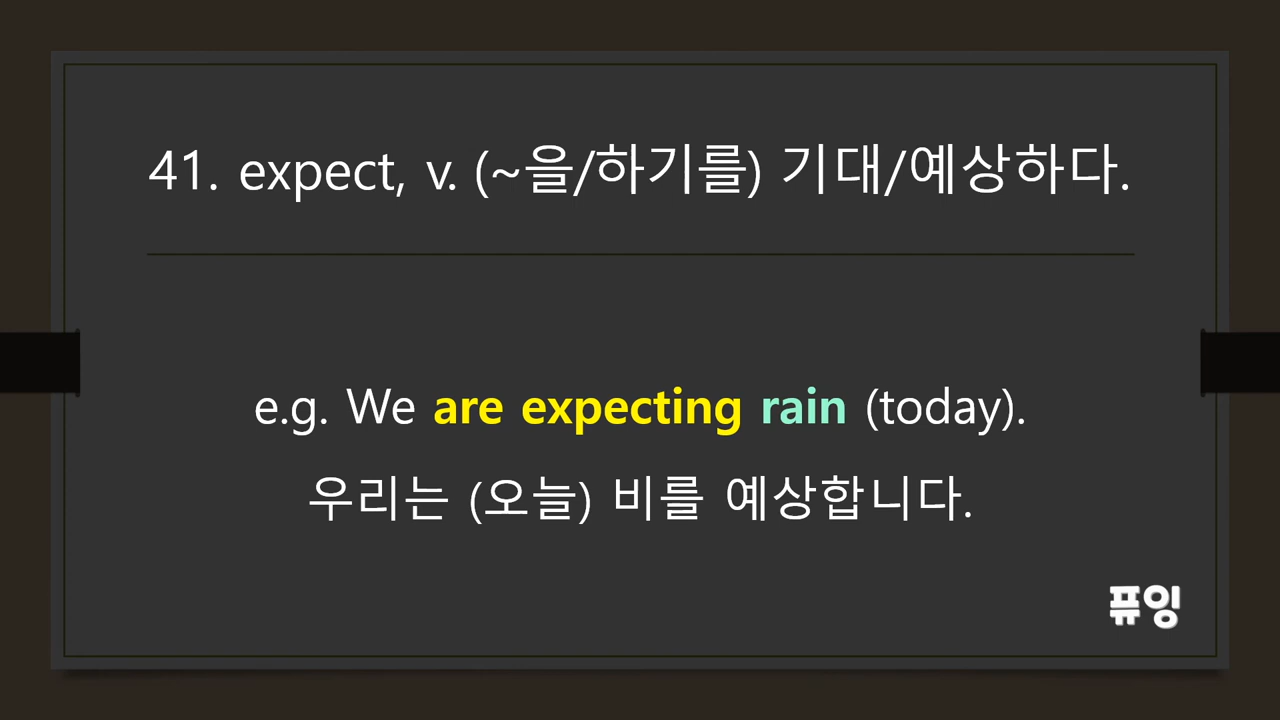 41. expect, v. (~을/하기를) 기대/예상하다.
e.g. We are expecting rain (today).
우리는 (오늘) 비를 예상합니다.
퓨잉